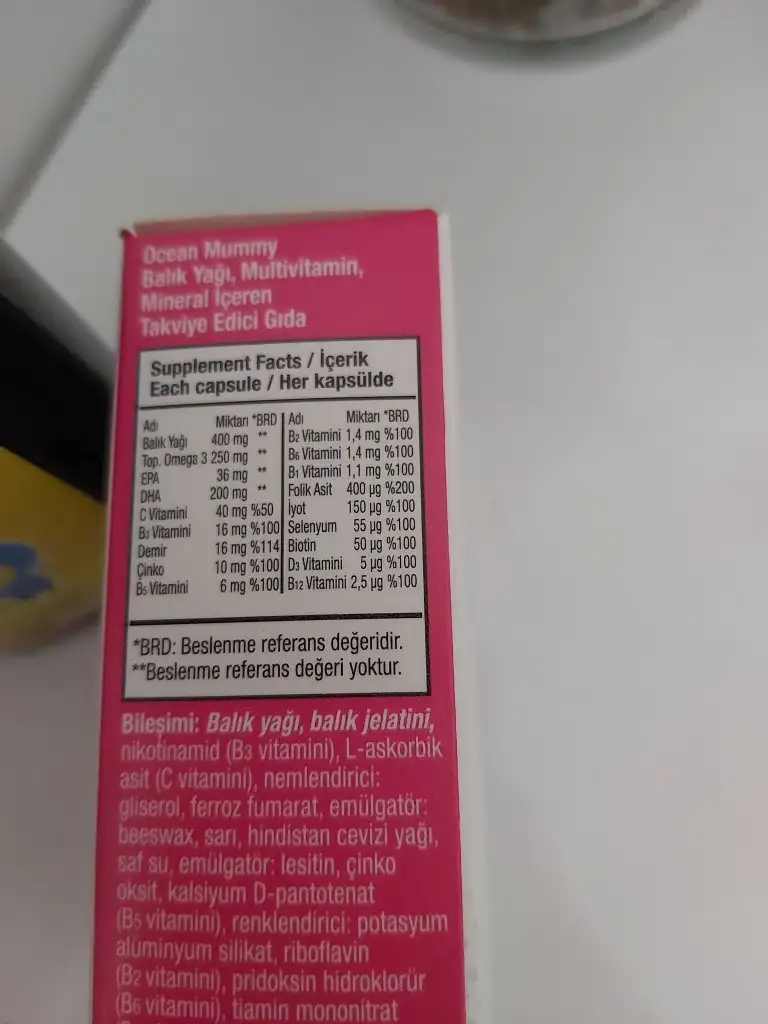 Ocean Mummy
Balık Yağı, Multivitamin,
Mineral İçeren
Takviye Edici Gıda
Supplement Facts / İçerik
Each capsule / Her kapsülde
Adı Miktarı *BRD
Balık Yağı 400 mg **
Top. Omega 3 250 mg **
EPA 36 mg **
DHA 200 mg **
C Vitamini 40 mg %50
B3 Vitamini 16 mg %100
Demir 16 mg %114
Çinko 10 mg %100
B5 Vitamini 6 mg %100
Adı Miktarı *BRD
B2 Vitamini 1,4 mg %100
B6 Vitamini 1,4 mg %100
B1 Vitamini 1,1 mg %100
Folik Asit 400 µg %200
İyot 150 µg %100
Selenyum 55 µg %100
Biotin 50 µg %100
D3 Vitamini 5 µg %100
B12 Vitamini 2,5 µg %100
*BRD: Beslenme referans değeridir.
**Beslenme referans değeri yoktur.
Bileşimi: Balık yağı, balık jelatini,
nikotinamid (B3 vitamini), L-askorbik
asit (C vitamini), nemlendirici:
gliserol, ferroz fumarat, emülgatör:
beeswax, sarı, hindistan cevizi yağı,
saf su, emülgatör: lesitin, çinko
oksit, kalsiyum D-pantotenat
(B5 vitamini), renklendirici: potasyum
alüminyum silikat, riboflavin
(B2 vitamini), pridoksin hidroklorür
(B6 vitamini), tiamin mononitrat